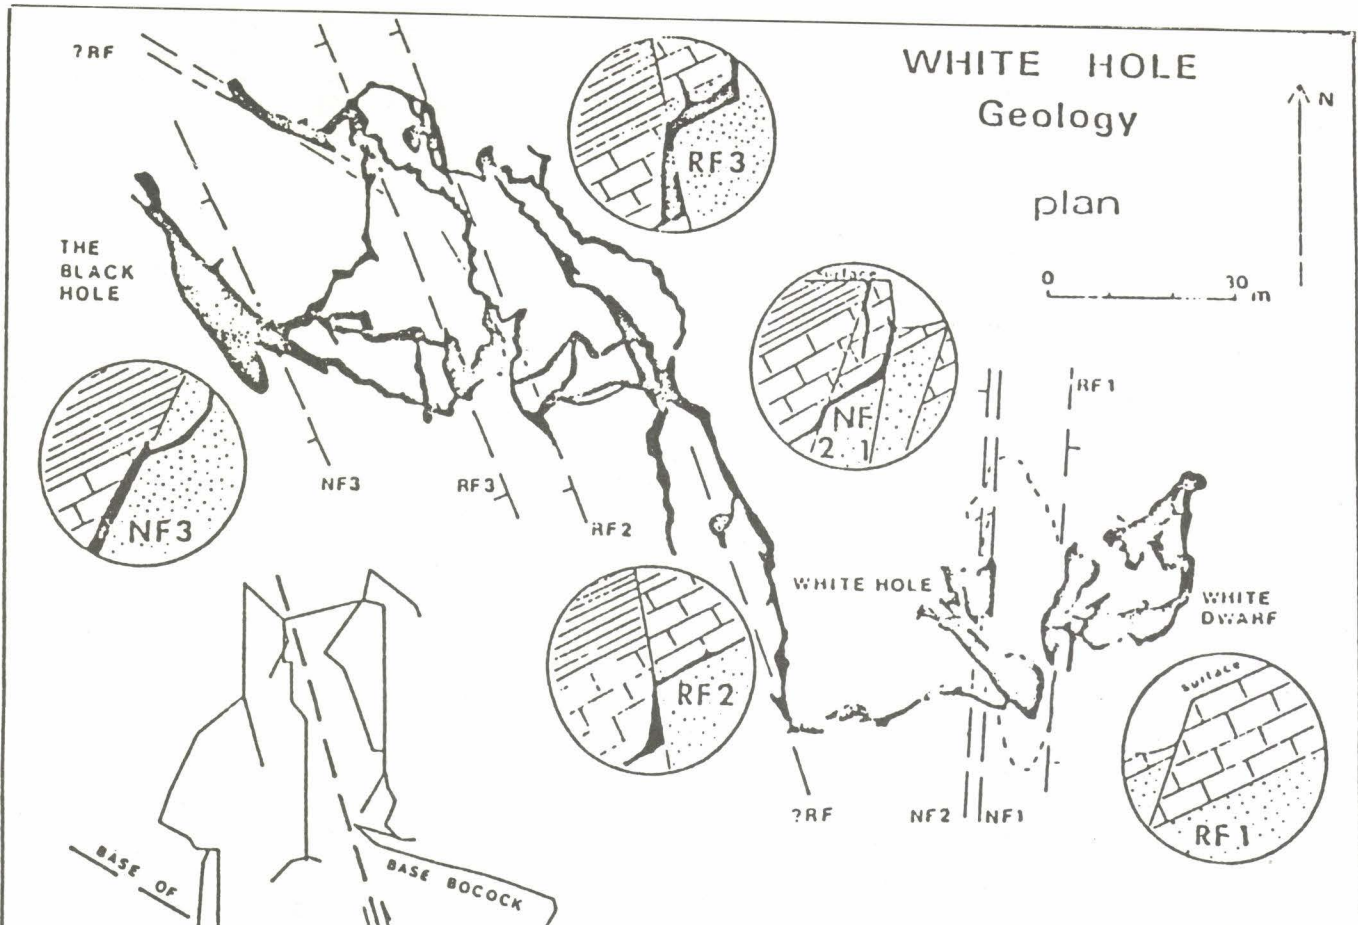 WHITE HOLE
Geology
plan
N
0 30 m
?RF
RF3
THE
BLACK
HOLE
Surface
NF
2 1
RF1
NF3
NF3
RF3
RF2
WHITE HOLE
WHITE
DWARF
RF2
Surface
RF1
?RF
NF2
NF1
BASE OF
BASE BOCOCK